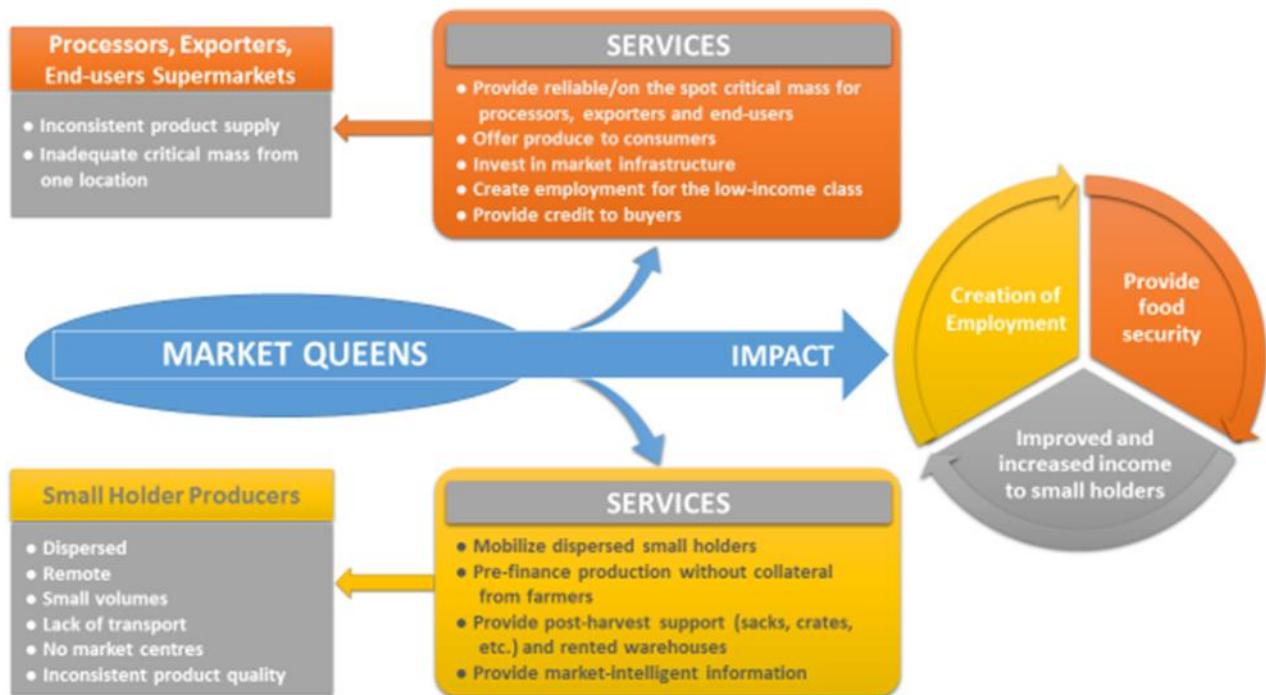 Processors, Exporters,
End-users Supermarkets
● Inconsistent product supply
● Inadequate critical mass from
one location
SERVICES
● Provide reliable/on the spot critical mass for
processors, exporters and end-users
● Offer produce to consumers
● Invest in market infrastructure
● Create employment for the low-income class
● Provide credit to buyers
MARKET QUEENS
IMPACT
Creation of
Employment
Provide
food
security
Improved and
increased income
to small holders
Small Holder Producers
● Dispersed
● Remote
● Small volumes
● Lack of transport
● No market centres
● Inconsistent product quality
SERVICES
● Mobilize dispersed small holders
● Pre-finance production without collateral
from farmers
● Provide post-harvest support (sacks, crates,
etc.) and rented warehouses
● Provide market-intelligent information